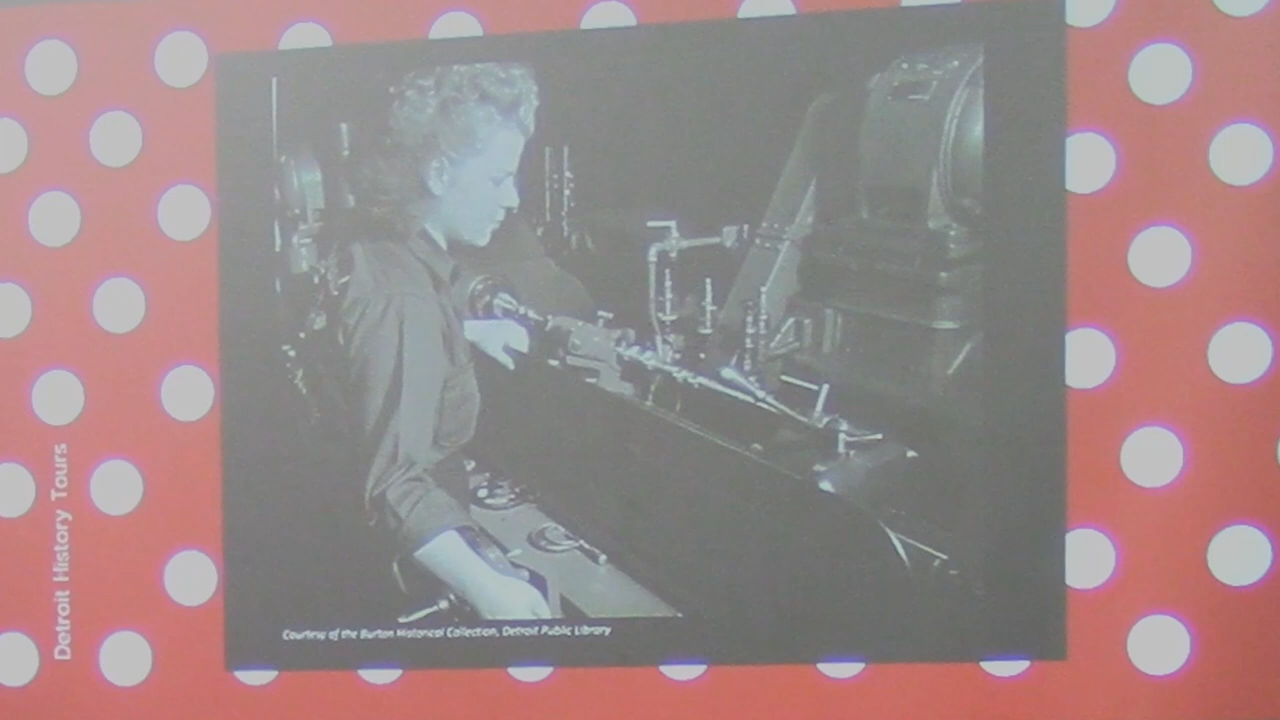 Detroit History Tours
Courtesy of the Burton Historical Collection, Detroit Public Library